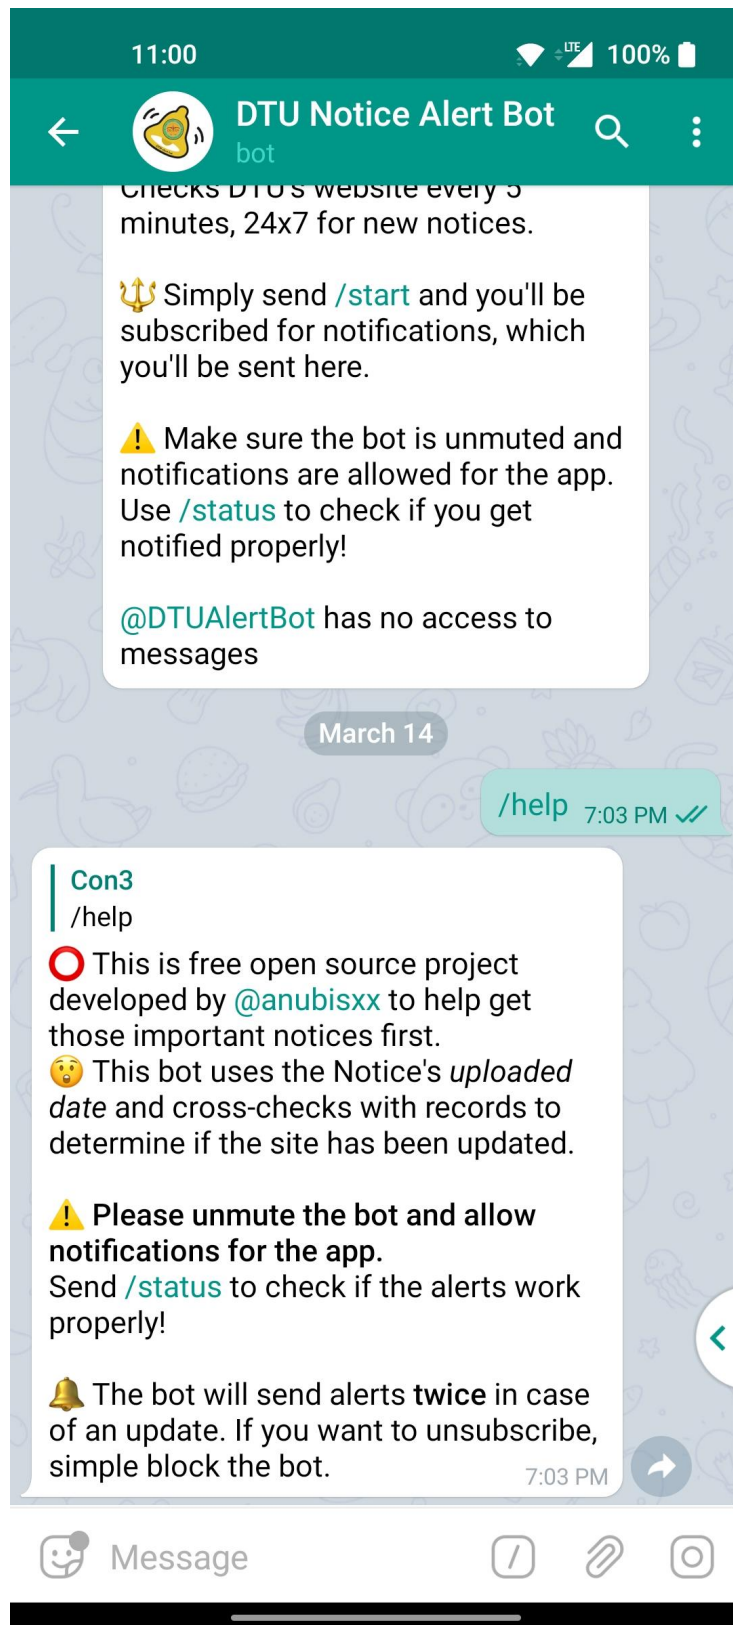 11:00
LTE 100%
DTU Notice Alert Bot
bot
Checks DTU's website every 5
minutes, 24x7 for new notices.
🔱 Simply send /start and you'll be
subscribed for notifications, which
you'll be sent here.
⚠️ Make sure the bot is unmuted and
notifications are allowed for the app.
Use /status to check if you get
notified properly!
@DTUAlertBot has no access to
messages
March 14
/help 7:03 PM
Con3
/help
⭕ This is free open source project
developed by @anubisxx to help get
those important notices first.
😲 This bot uses the Notice's uploaded
date and cross-checks with records to
determine if the site has been updated.
⚠️ Please unmute the bot and allow
notifications for the app.
Send /status to check if the alerts work
properly!
🔔 The bot will send alerts twice in case
of an update. If you want to unsubscribe,
simple block the bot.
7:03 PM
Message